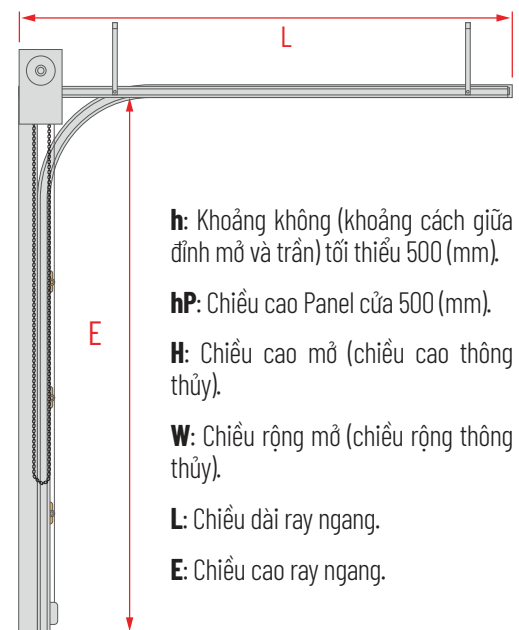 L
E
h: Khoảng không (khoảng cách giữa
đỉnh mở và trần) tối thiểu 500 (mm).
hP: Chiều cao Panel cửa 500 (mm).
H: Chiều cao mở (chiều cao thông
thủy).
W: Chiều rộng mở (chiều rộng thông
thủy).
L: Chiều dài ray ngang.
E: Chiều cao ray ngang.